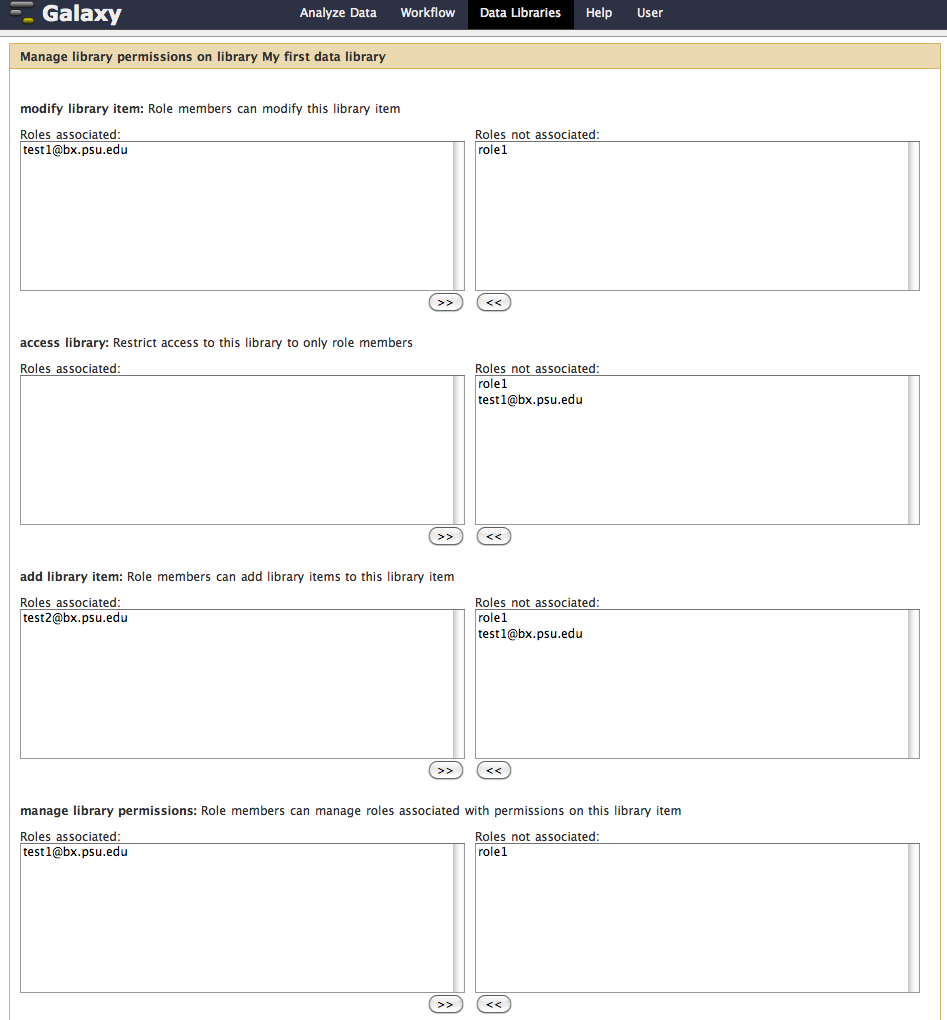 Galaxy Analyze Data Workflow Data Libraries Help User
Manage library permissions on library My first data library
modify library item: Role members can modify this library item
Roles associated: Roles not associated:
test1@bx.psu.edu role1
>> <<
access library: Restrict access to this library to only role members
Roles associated: Roles not associated:
role1
test1@bx.psu.edu
>> <<
add library item: Role members can add library items to this library item
Roles associated: Roles not associated:
test2@bx.psu.edu role1
test1@bx.psu.edu
>> <<
manage library permissions: Role members can manage roles associated with permissions on this library item
Roles associated: Roles not associated:
test1@bx.psu.edu role1
>> <<